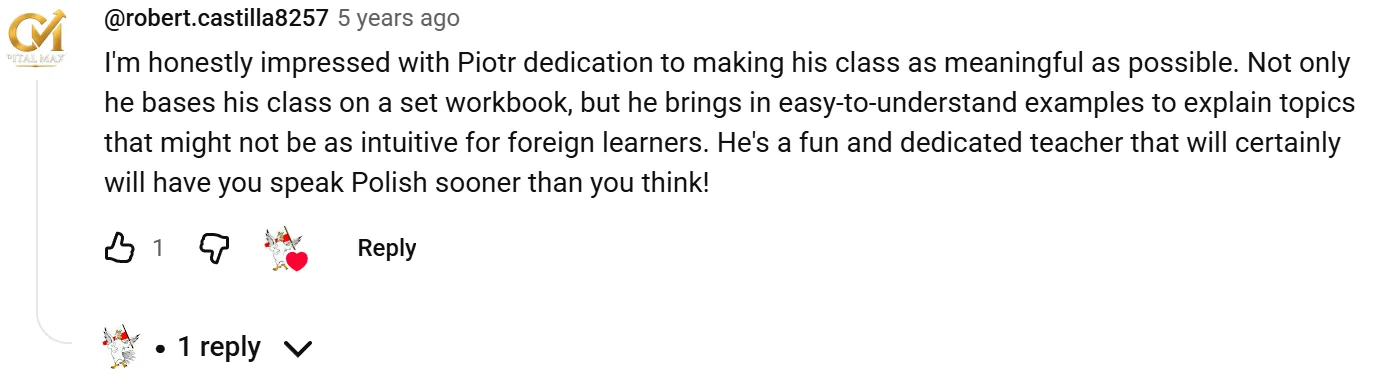 @robert.castilla8257 5 years ago
I'm honestly impressed with Piotr dedication to making his class as meaningful as possible. Not only
he bases his class on a set workbook, but he brings in easy-to-understand examples to explain topics
that might not be as intuitive for foreign learners. He's a fun and dedicated teacher that will certainly
will have you speak Polish sooner than you think!
1 Reply
• 1 reply